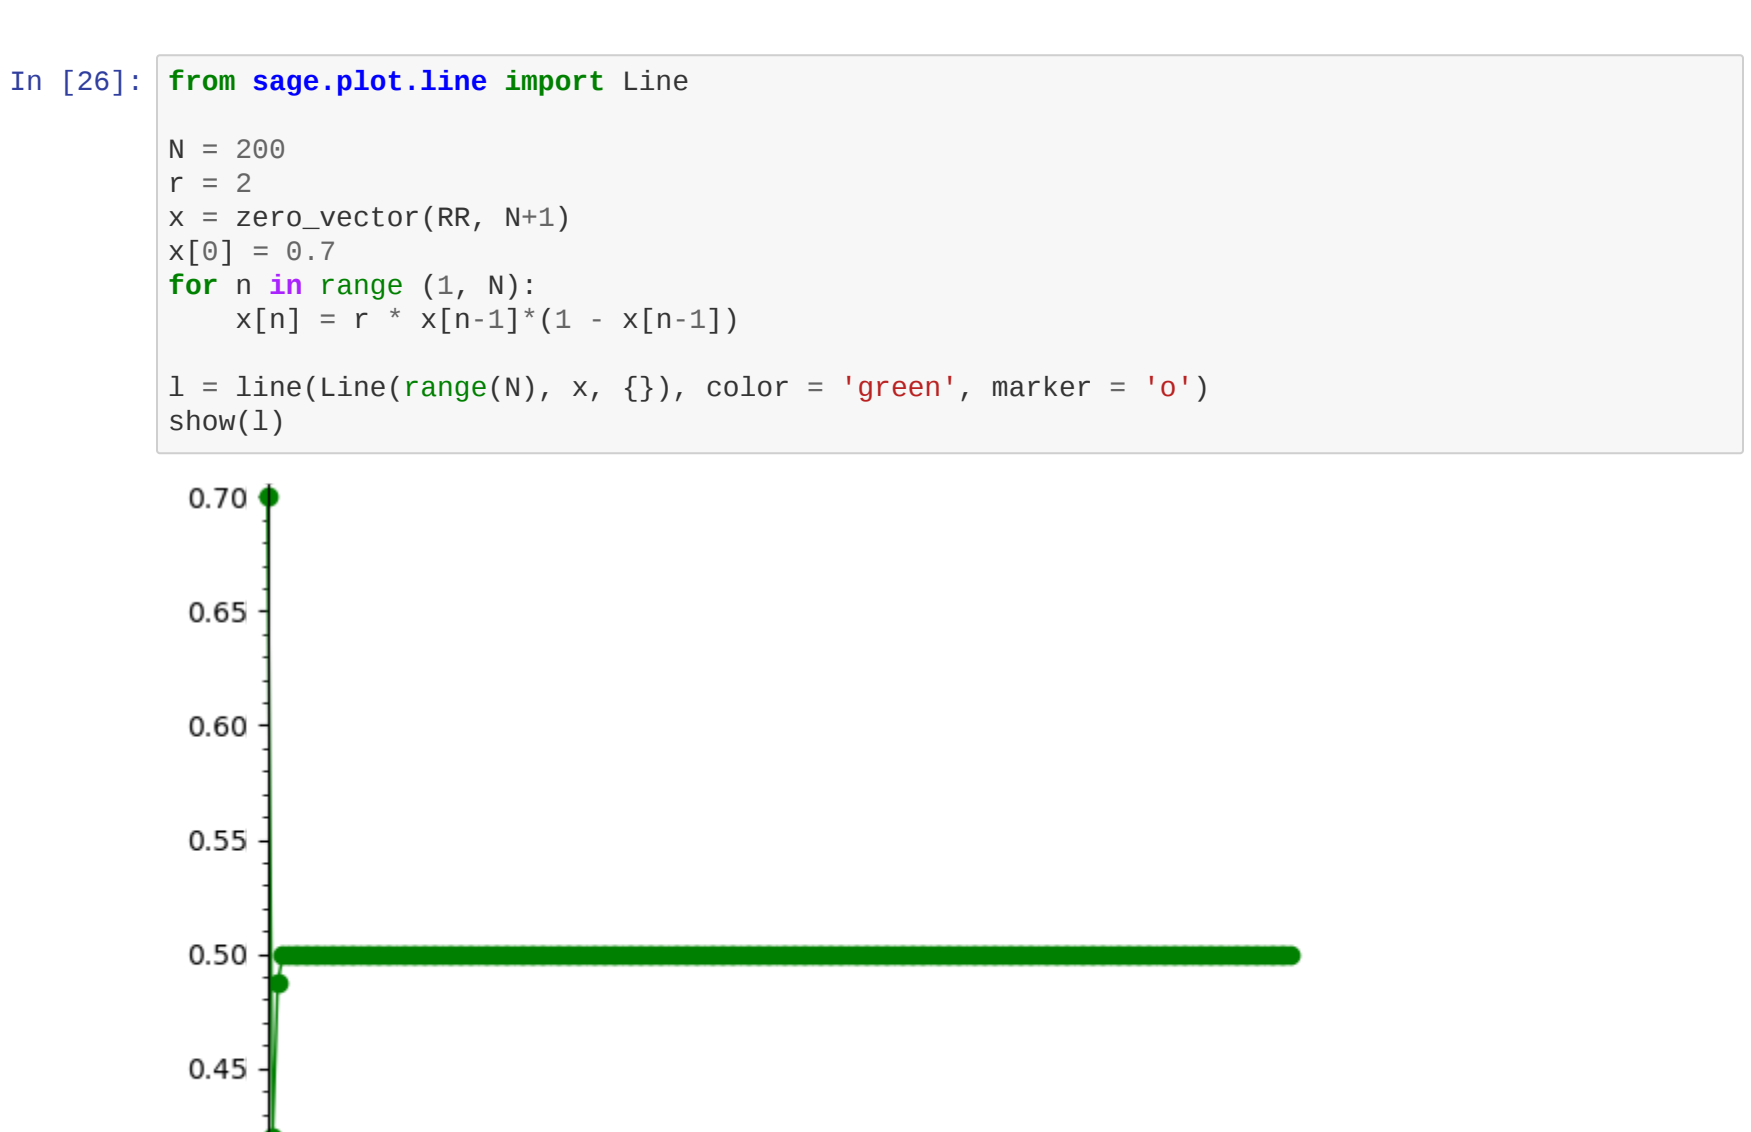 In [26]: from sage.plot.line import Line
N = 200
r = 2
x = zero_vector(RR, N+1)
x[0] = 0.7
for n in range (1, N):
    x[n] = r * x[n-1]*(1 - x[n-1])
l = line(Line(range(N), x, {}), color = 'green', marker = 'o')
show(l)
0.70
0.65
0.60
0.55
0.50
0.45